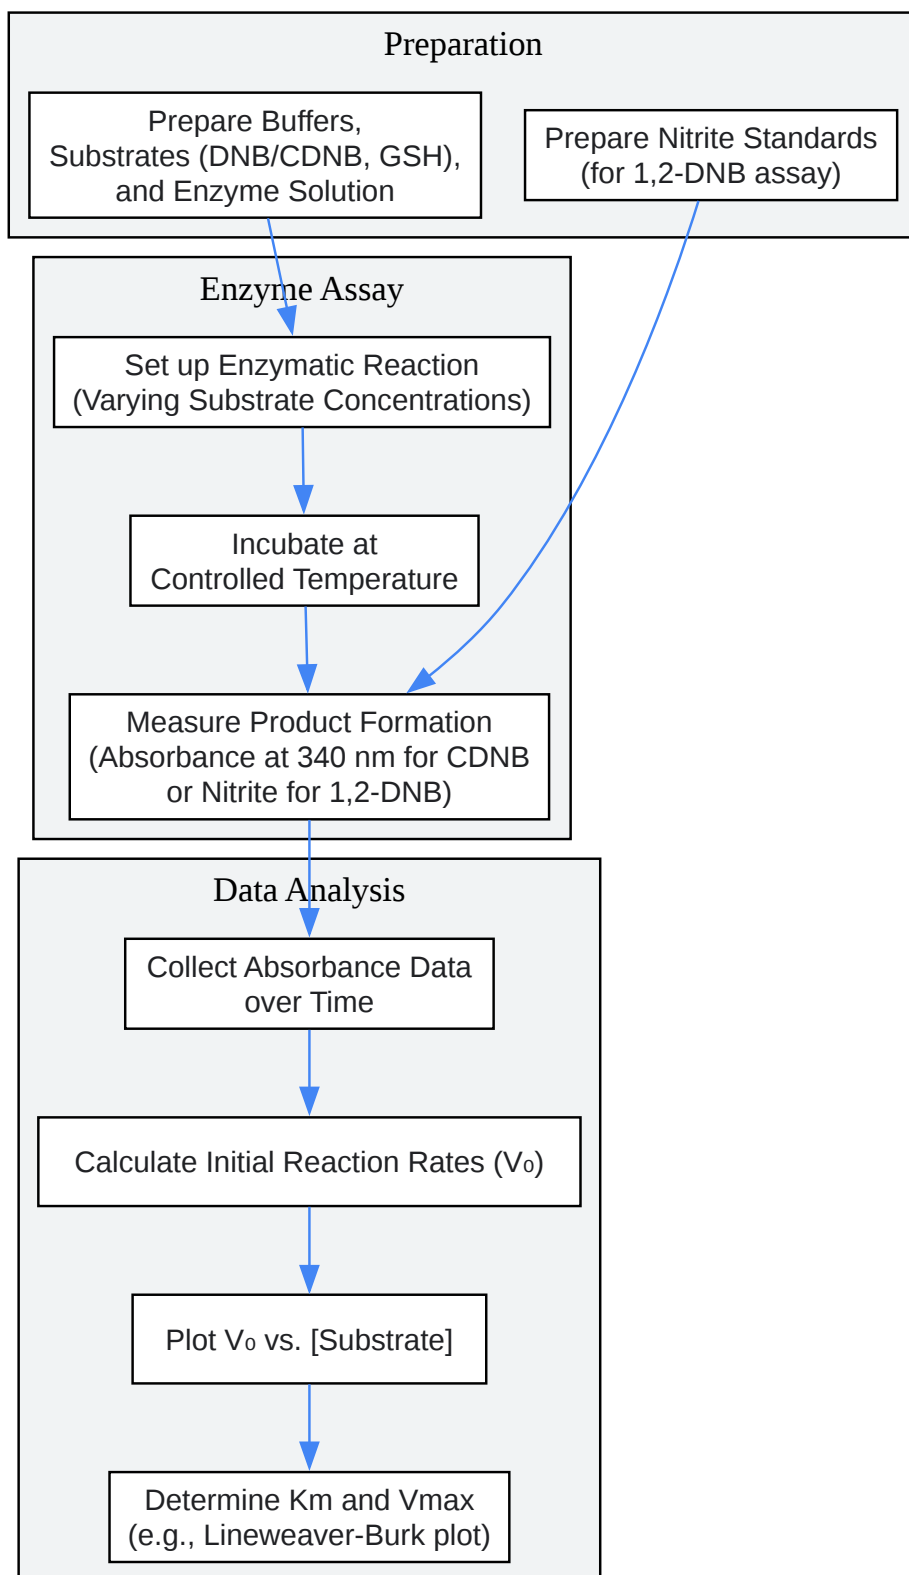 Preparation
Prepare Buffers,
Substrates (DNB/CDNB, GSH),
and Enzyme Solution
Prepare Nitrite Standards
(for 1,2-DNB assay)
Enzyme Assay
Set up Enzymatic Reaction
(Varying Substrate Concentrations)
Incubate at
Controlled Temperature
Measure Product Formation
(Absorbance at 340 nm for CDNB
or Nitrite for 1,2-DNB)
Data Analysis
Collect Absorbance Data
over Time
Calculate Initial Reaction Rates (V₀)
Plot V₀ vs. [Substrate]
Determine Km and Vmax
(e.g., Lineweaver-Burk plot)